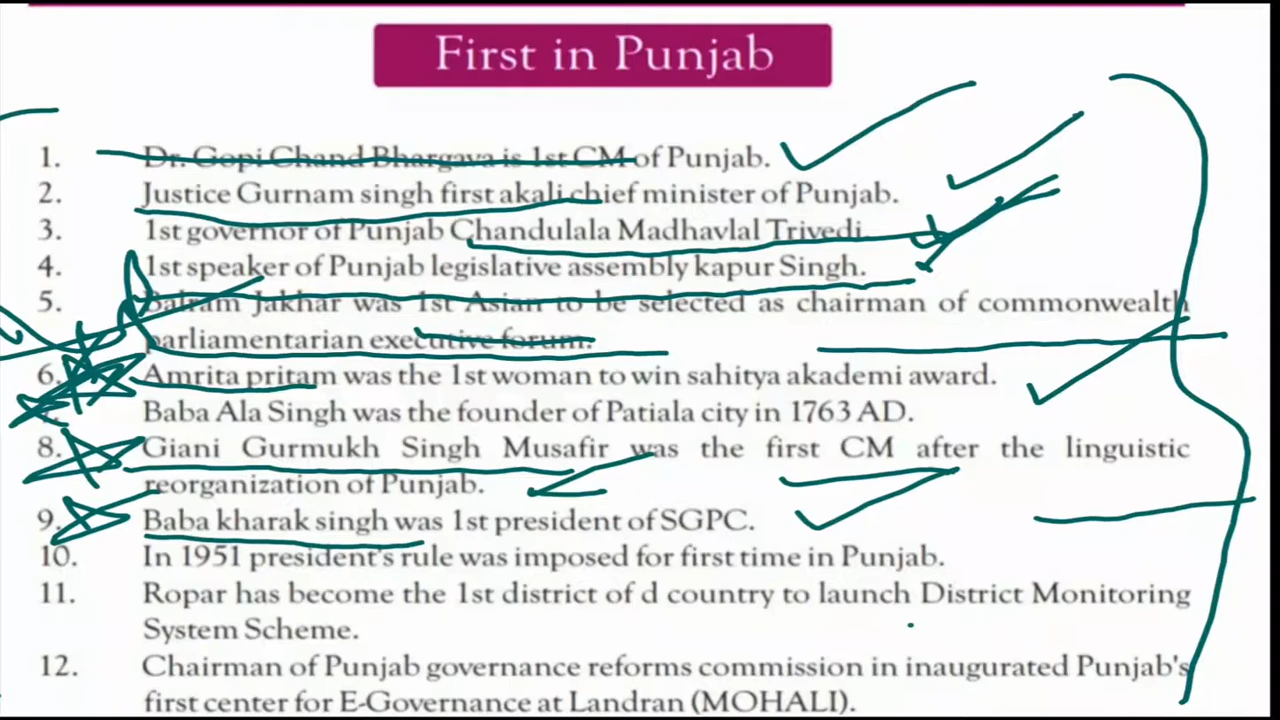 First in Punjab
1. Dr. Gopi Chand Bhargava is 1st CM of Punjab.
2. Justice Gurnam singh first akali chief minister of Punjab.
3. 1st governor of Punjab Chandulala Madhavlal Trivedi.
4. 1st speaker of Punjab legislative assembly kapur Singh.
5. Balram Jakhar was 1st Asian to be selected as chairman of commonwealth
parliamentarian executive forum.
6. Amrita pritam was the 1st woman to win sahitya akademi award.
Baba Ala Singh was the founder of Patiala city in 1763 AD.
8. Giani Gurmukh Singh Musafir was the first CM after the linguistic
reorganization of Punjab.
9. Baba kharak singh was 1st president of SGPC.
10. In 1951 president's rule was imposed for first time in Punjab.
11. Ropar has become the 1st district of d country to launch District Monitoring
System Scheme.
12. Chairman of Punjab governance reforms commission in inaugurated Punjab's
first center for E-Governance at Landran (MOHALI).